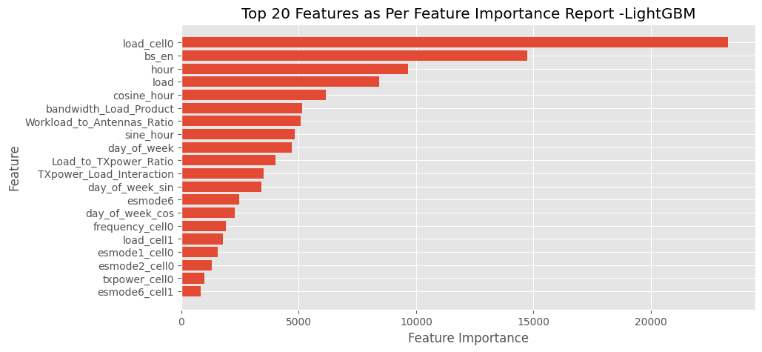 Top 20 Features as Per Feature Importance Report -LightGBM
Feature
load_cell0
bs_en
hour
load
cosine_hour
bandwidth_Load_Product
Workload_to_Antennas_Ratio
sine_hour
day_of_week
Load_to_TXpower_Ratio
TXpower_Load_Interaction
day_of_week_sin
esmode6
day_of_week_cos
frequency_cell0
load_cell1
esmode1_cell0
esmode2_cell0
txpower_cell0
esmode6_cell1
0 5000 10000 15000 20000
Feature Importance